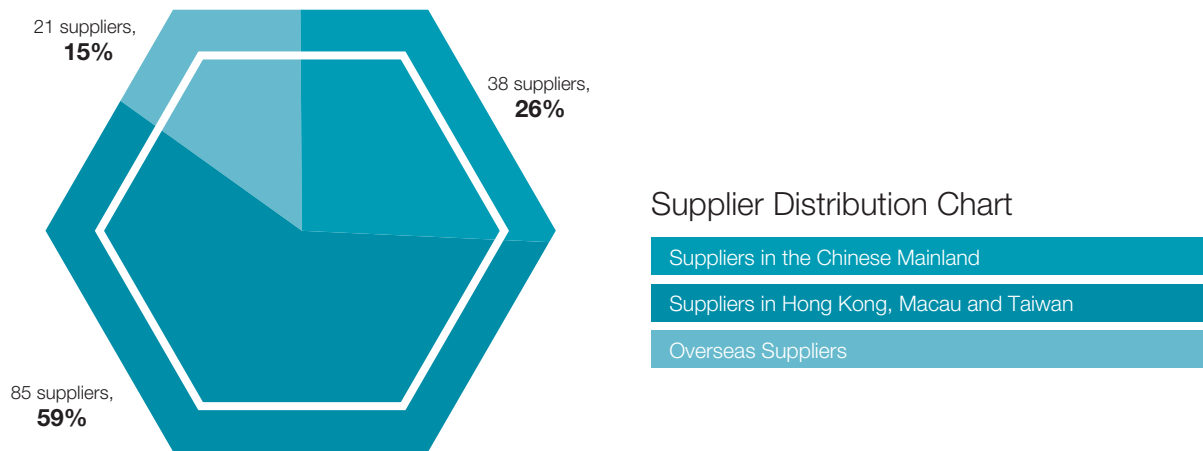 21 suppliers,
15%
38 suppliers,
26%
85 suppliers,
59%
Supplier Distribution Chart
Suppliers in the Chinese Mainland
Suppliers in Hong Kong, Macau and Taiwan
Overseas Suppliers